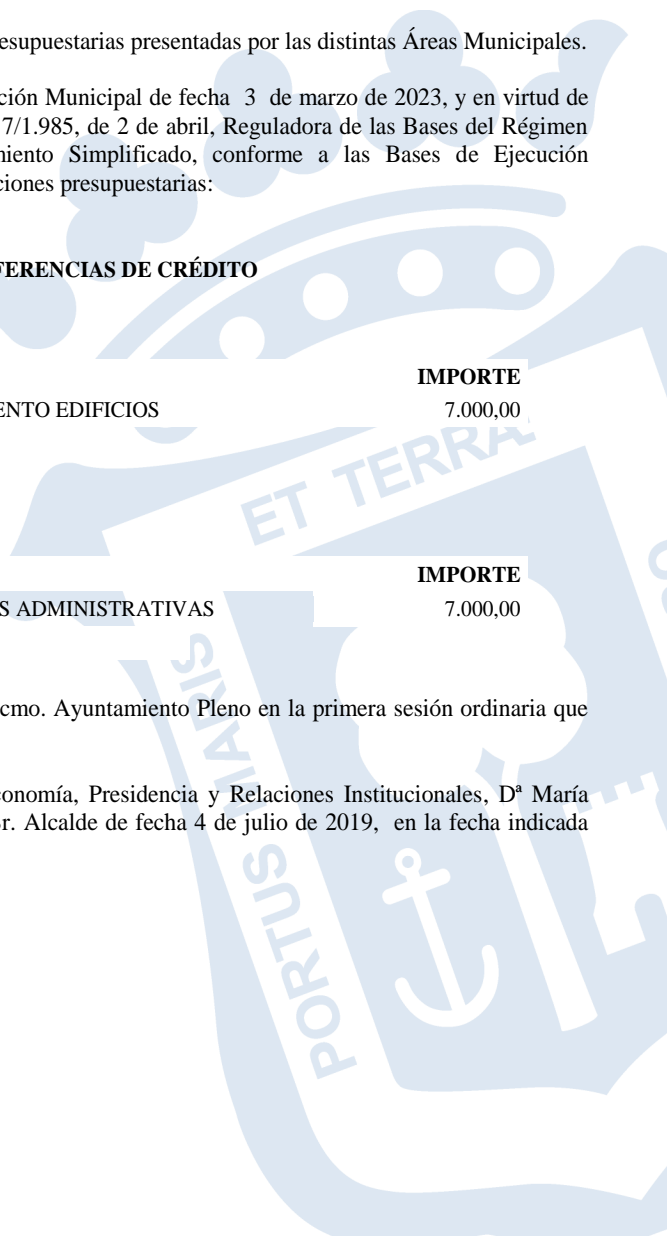 esupuestarias presentadas por las distintas Áreas Municipales.
ción Municipal de fecha 3 de marzo de 2023, y en virtud de
7/1.985, de 2 de abril, Reguladora de las Bases del Régimen
miento Simplificado, conforme a las Bases de Ejecución
ciones presupuestarias:
FERENCIAS DE CRÉDITO
IMPORTE
ENTO EDIFICIOS 7.000,00
ET TERRA
IMPORTE
S ADMINISTRATIVAS 7.000,00
cmo. Ayuntamiento Pleno en la primera sesión ordinaria que
conomía, Presidencia y Relaciones Institucionales, Dª María
Sr. Alcalde de fecha 4 de julio de 2019, en la fecha indicada
PORTUS MARIS